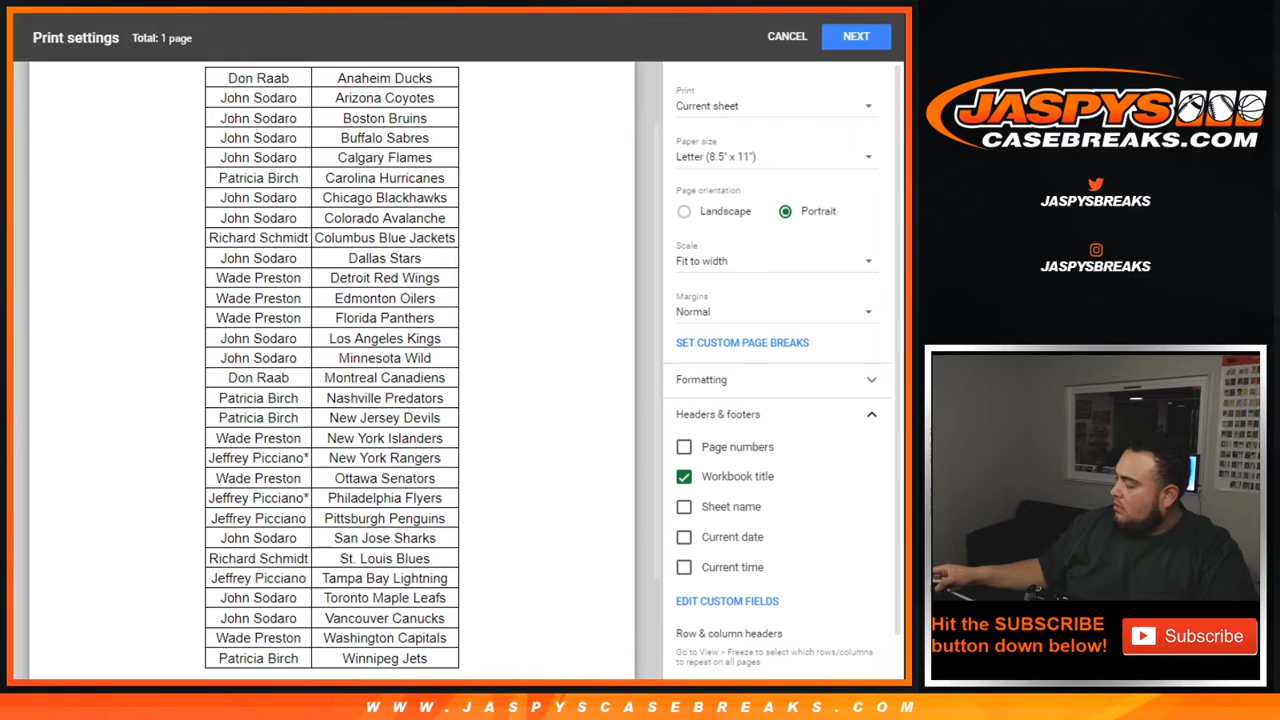 Print settings Total: 1 page CANCEL NEXT
Don Raab Anaheim Ducks
John Sodaro Arizona Coyotes
John Sodaro Boston Bruins
John Sodaro Buffalo Sabres
John Sodaro Calgary Flames
Patricia Birch Carolina Hurricanes
John Sodaro Chicago Blackhawks
John Sodaro Colorado Avalanche
Richard Schmidt Columbus Blue Jackets
John Sodaro Dallas Stars
Wade Preston Detroit Red Wings
Wade Preston Edmonton Oilers
Wade Preston Florida Panthers
John Sodaro Los Angeles Kings
John Sodaro Minnesota Wild
Don Raab Montreal Canadiens
Patricia Birch Nashville Predators
Patricia Birch New Jersey Devils
Wade Preston New York Islanders
Jeffrey Picciano* New York Rangers
Wade Preston Ottawa Senators
Jeffrey Picciano* Philadelphia Flyers
Jeffrey Picciano Pittsburgh Penguins
John Sodaro San Jose Sharks
Richard Schmidt St. Louis Blues
Jeffrey Picciano Tampa Bay Lightning
John Sodaro Toronto Maple Leafs
John Sodaro Vancouver Canucks
Wade Preston Washington Capitals
Patricia Birch Winnipeg Jets
Print
Current sheet
Paper size
Letter (8.5" x 11")
Page orientation
Landscape Portrait
Scale
Fit to width
Margins
Normal
SET CUSTOM PAGE BREAKS
Formatting
Headers & footers
Page numbers
Workbook title
Sheet name
Current date
Current time
EDIT CUSTOM FIELDS
Row & column headers
Go to View > Freeze to select which rows/columns
to repeat on all pages
JASPYS
CASEBREAKS.COM
JASPYSBREAKS
JASPYSBREAKS
Hit the SUBSCRIBE
button down below!
Subscribe
WWW.JASPYSCASEBREAKS.COM